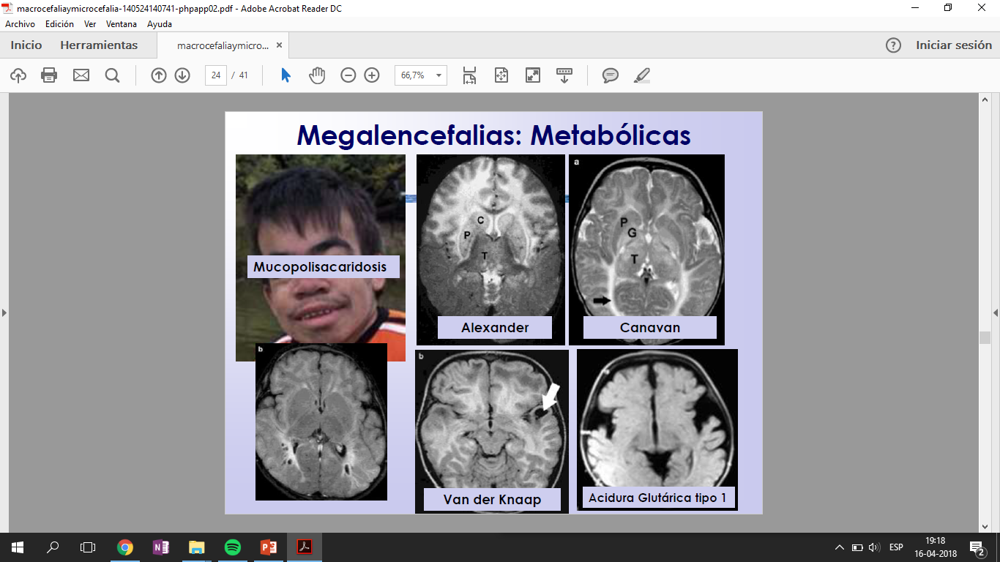 macrocefaliaymicrocefalia-140524140741-phpapp02.pdf - Adobe Acrobat Reader DC
Archivo Edición Ver Ventana Ayuda
Inicio Herramientas macrocefaliaymicro... × ? Iniciar sesión
24 / 41 66,7%
Megalencefalias: Metabólicas
Mucopolisacaridosis
C
P
T
Alexander
a
P
G
T
Canavan
b
b
Van der Knaap
Acidura Glutárica tipo 1
ESP
19:18
16-04-2018
2